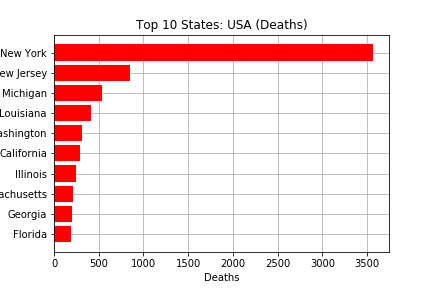 Top 10 States: USA (Deaths)
New York
ew Jersey
Michigan
Louisiana
ashington
California
Illinois
achusetts
Georgia
Florida
0 500 1000 1500 2000 2500 3000 3500
Deaths